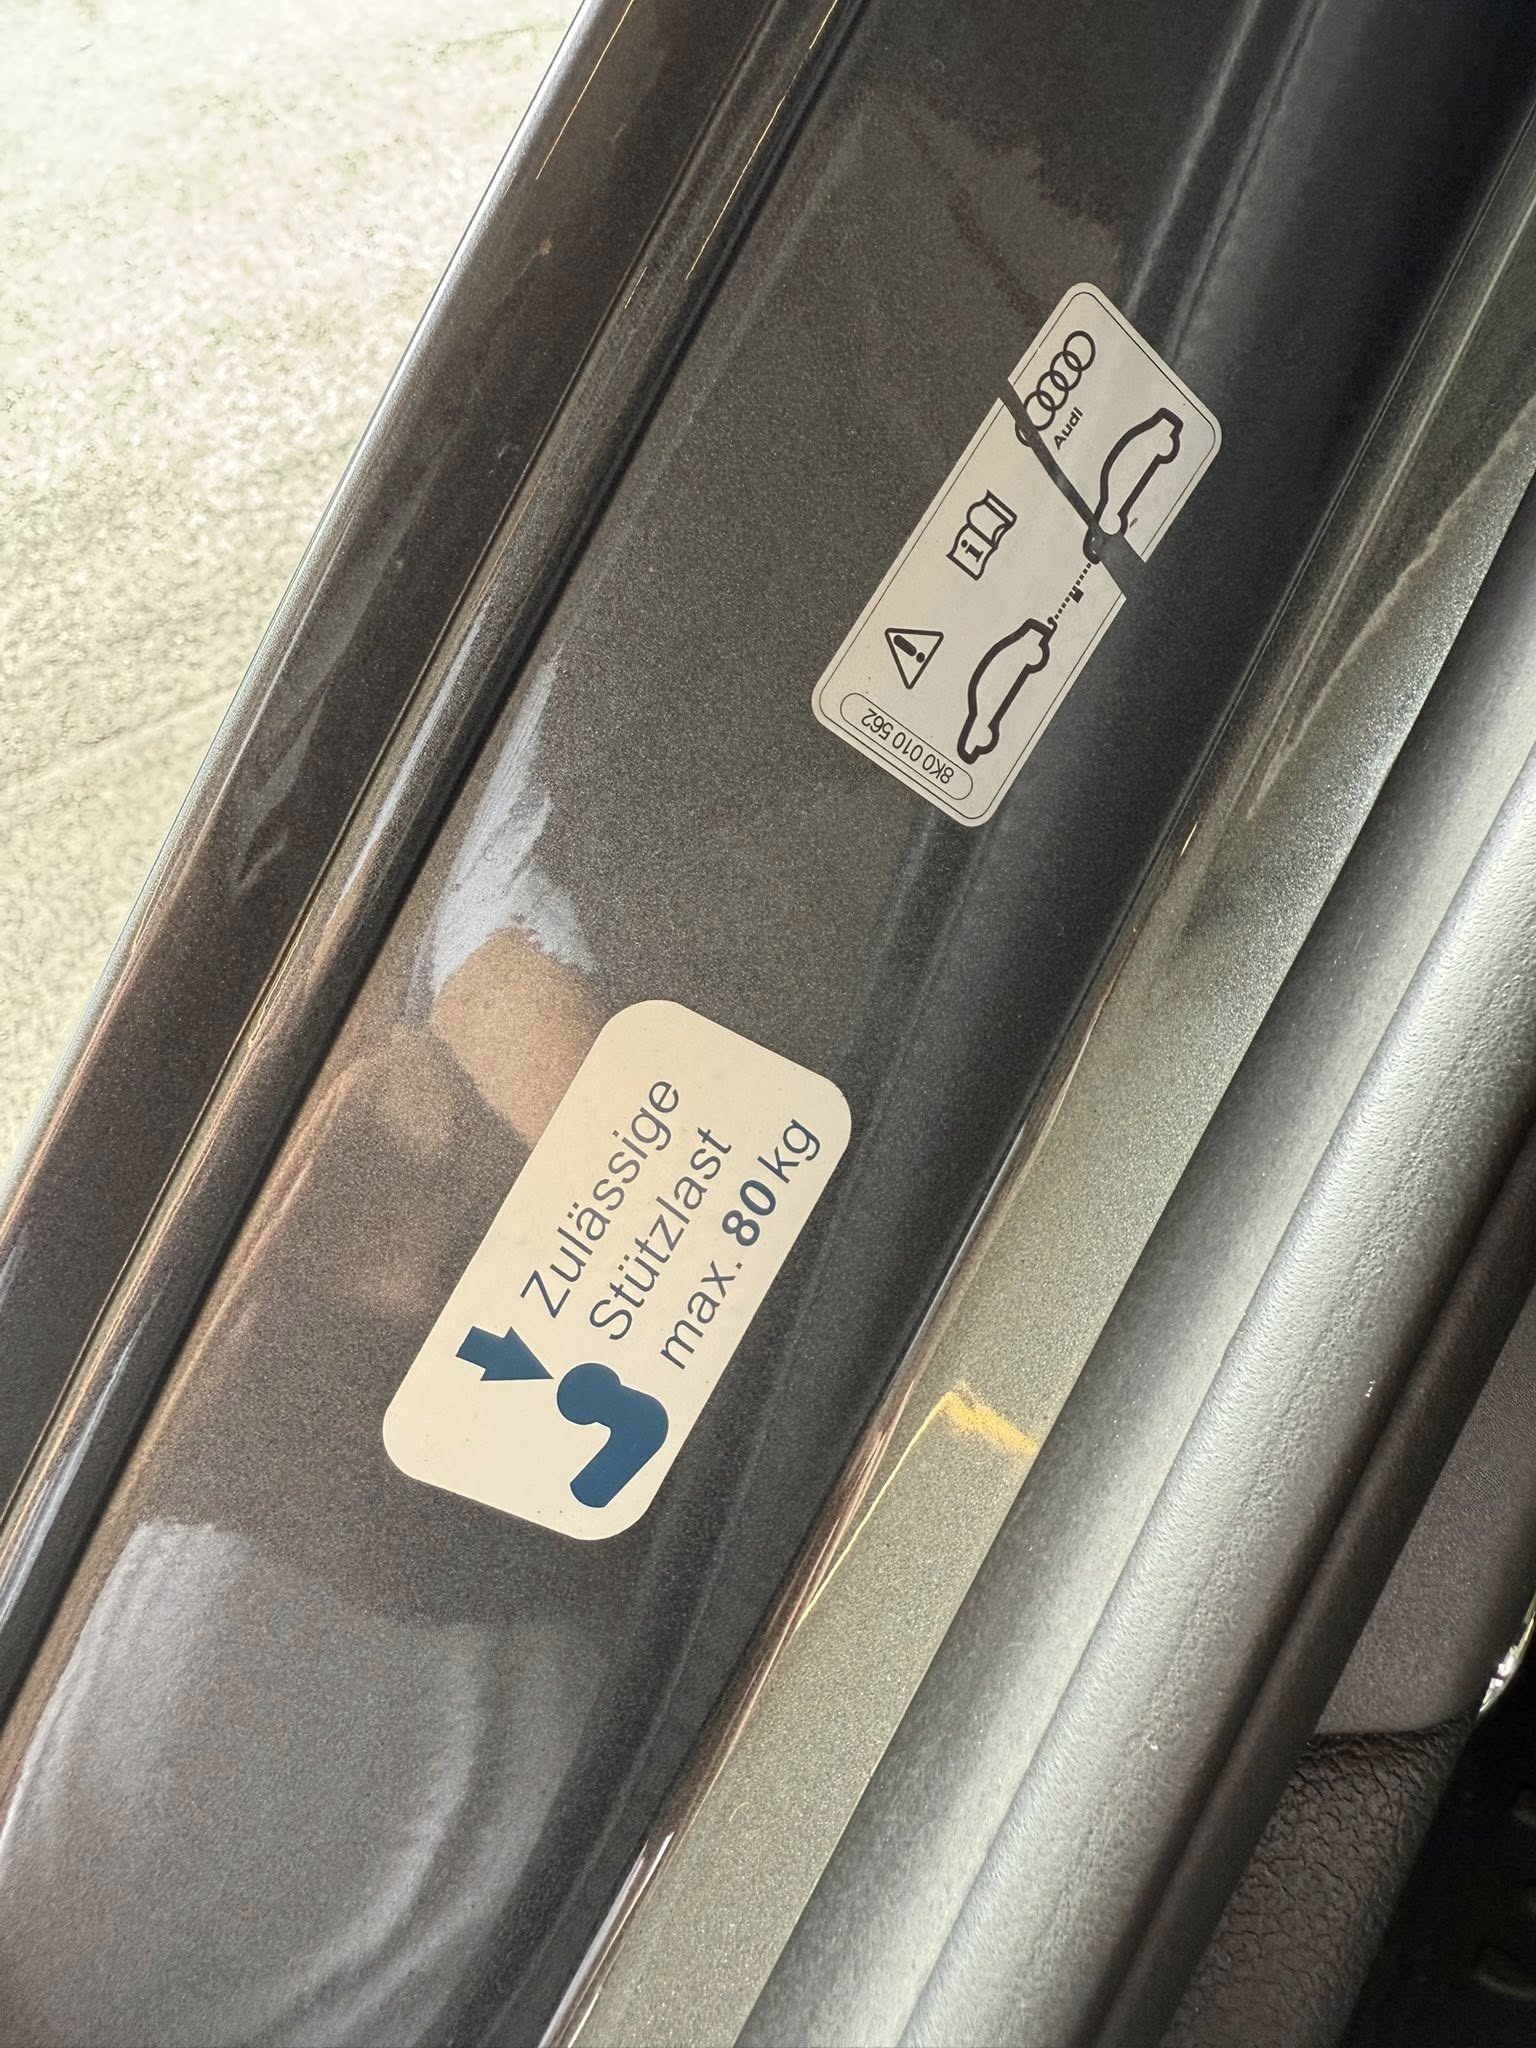 Audi
i
8K0 010 562
Zulässige
Stützlast
max. 80 kg